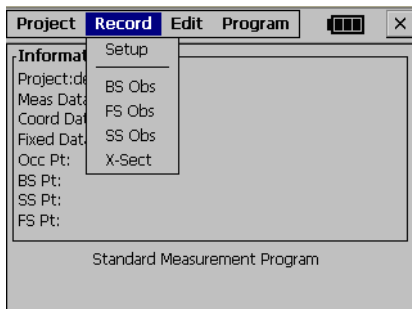 Project Record Edit Program ×
Informat
Setup
Project:de
BS Obs
Meas Data
FS Obs
Coord Dat
SS Obs
Fixed Dat
X-Sect
Occ Pt:
BS Pt:
SS Pt:
FS Pt:
Standard Measurement Program